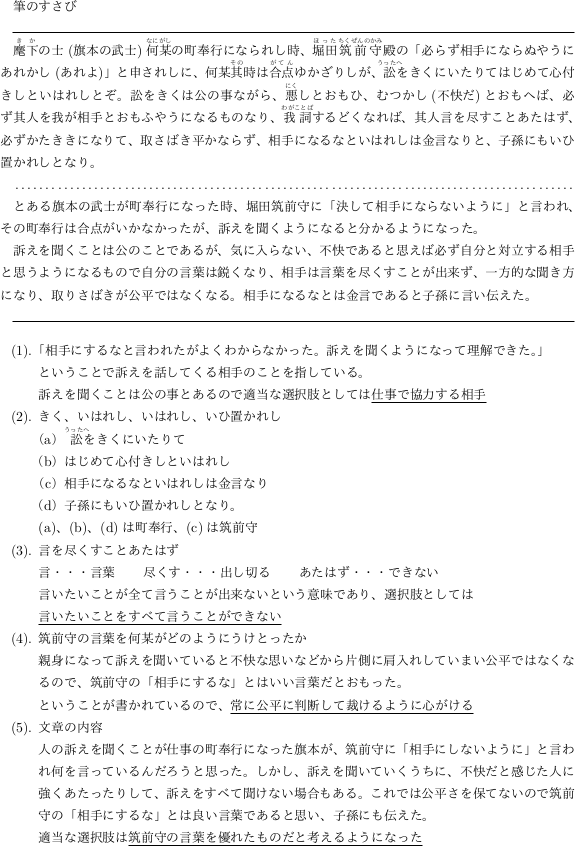 筆のすさび
麾下の士 (旗本の武士) 何某の町奉行になられし時、堀田筑前守殿の「必らず相手にならぬやうに
あれかし (あれよ)」と申されしに、何某其時は合点ゆかざりしが、訟をきくにいたりてはじめて心付
きしといはれしとぞ。訟をきくは公の事ながら、悪しとおもひ、むつかし (不快だ) とおもへば、必
ず其人を我が相手とおもふやうになるものなり、我詞するどくなれば、其人言を尽すことあたはず、
必ずかたききになりて、取さばき平かならず、相手になるなといはれしは金言なりと、子孫にもいひ
置かれしとなり。
とある旗本の武士が町奉行になった時、堀田筑前守に「決して相手にならないように」と言われ、
その町奉行は合点がいかなかったが、訴えを聞くようになると分かるようになった。
訴えを聞くことは公のことであるが、気に入らない、不快であると思えば必ず自分と対立する相手
と思うようになるもので自分の言葉は鋭くなり、相手は言葉を尽くすことが出来ず、一方的な聞き方
になり、取りさばきが公平ではなくなる。相手になるなとは金言であると子孫に言い伝えた。
(1).「相手にするなと言われたがよくわからなかった。訴えを聞くようになって理解できた。」
ということで訴えを話してくる相手のことを指している。
訴えを聞くことは公の事とあるので適当な選択肢としては仕事で協力する相手
(2). きく、いはれし、いはれし、いひ置かれし
(a) 訟をきくにいたりて
(b) はじめて心付きしといはれし
(c) 相手になるなといはれしは金言なり
(d) 子孫にもいひ置かれしとなり。
(a)、(b)、(d) は町奉行、(c) は筑前守
(3). 言を尽くすことあたはず
言・・・言葉　尽くす・・・出し切る　あたはず・・・できない
言いたいことが全て言うことが出来ないという意味であり、選択肢としては
言いたいことをすべて言うことができない
(4). 筑前守の言葉を何某がどのようにうけとったか
親身になって訴えを聞いていると不快な思いなどから片側に肩入れしていまい公平ではなくな
るので、筑前守の「相手にするな」とはいい言葉だとおもった。
ということが書かれているので、常に公平に判断して裁けるように心がける
(5). 文章の内容
人の訴えを聞くことが仕事の町奉行になった旗本が、筑前守に「相手にしないように」と言わ
れ何を言っているんだろうと思った。しかし、訴えを聞いていくうちに、不快だと感じた人に
強くあたったりして、訴えをすべて聞けない場合もある。これでは公平さを保てないので筑前
守の「相手にするな」とは良い言葉であると思い、子孫にも伝えた。
適当な選択肢は筑前守の言葉を優れたものだと考えるようになった